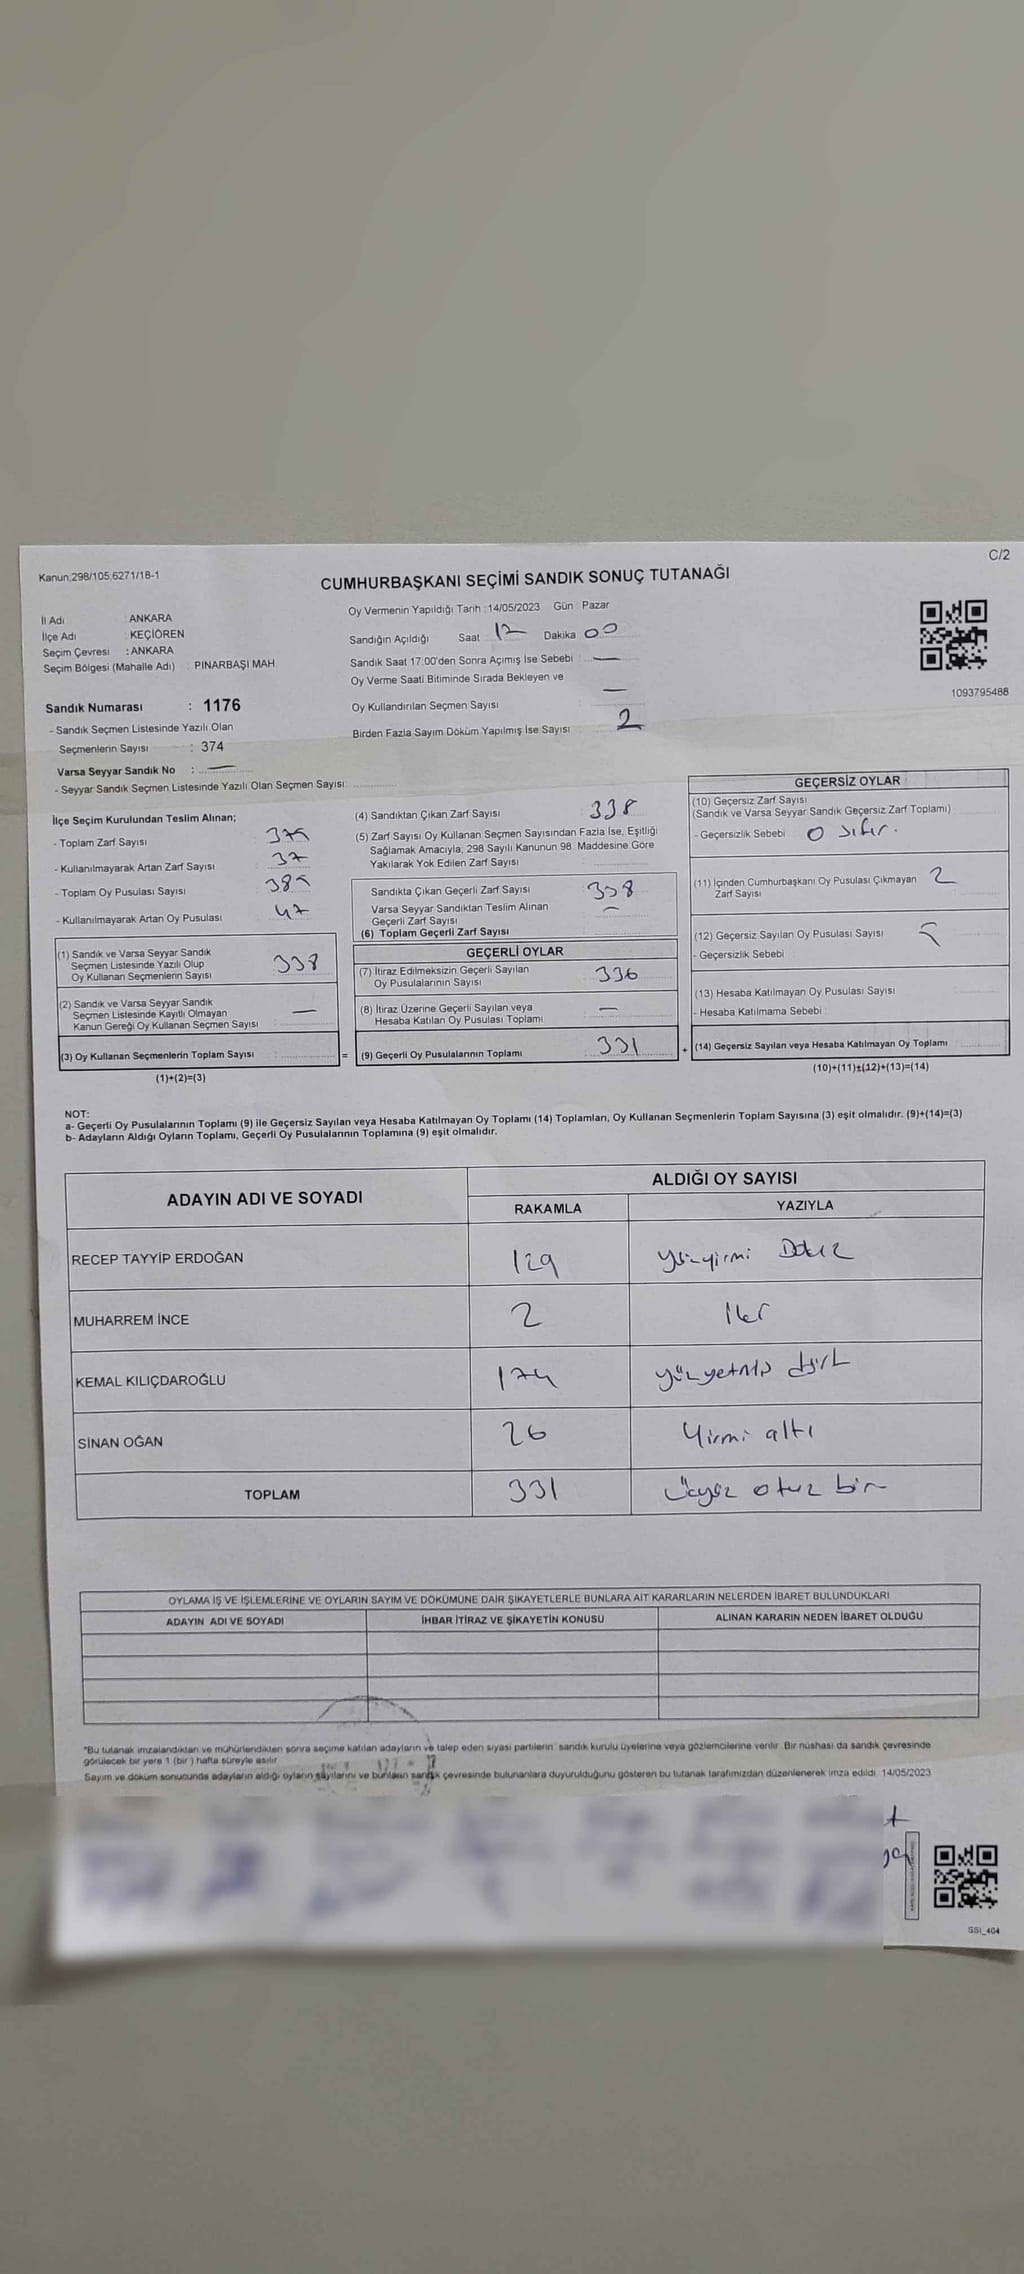 C/2
Kanun;298/105,6271/18-1
CUMHURBAŞKANI SEÇİMİ SANDIK SONUÇ TUTANAĞI
İl Adı : ANKARA
İlçe Adı : KEÇİÖREN
Seçim Çevresi : ANKARA
Seçim Bölgesi (Mahalle Adı) : PINARBAŞI MAH.
Oy Vermenin Yapıldığı Tarih :14/05/2023 Gün : Pazar
Sandığın Açıldığı Saat 17 Dakika 00
Sandık Saat 17:00'den Sonra Açımış İse Sebebi : —
Oy Verme Saati Bitiminde Sırada Bekleyen ve
Oy Kullandırılan Seçmen Sayısı : —
Birden Fazla Sayım Döküm Yapılmış İse Sayısı : 2
1093795488
Sandık Numarası : 1176
- Sandık Seçmen Listesinde Yazılı Olan
Seçmenlerin Sayısı : 374
Varsa Seyyar Sandık No : —
- Seyyar Sandık Seçmen Listesinde Yazılı Olan Seçmen Sayısı:
İlçe Seçim Kurulundan Teslim Alınan;
- Toplam Zarf Sayısı 375
- Kullanılmayarak Artan Zarf Sayısı 37
- Toplam Oy Pusulası Sayısı 385
- Kullanılmayarak Artan Oy Pusulası 47
(1) Sandık ve Varsa Seyyar Sandık
Seçmen Listesinde Yazılı Olup
Oy Kullanan Seçmenlerin Sayısı 338
(2) Sandık ve Varsa Seyyar Sandık
Seçmen Listesinde Kayıtlı Olmayan
Kanun Gereği Oy Kullanan Seçmen Sayısı —
(3) Oy Kullanan Seçmenlerin Toplam Sayısı
(1)+(2)=(3)
(4) Sandıktan Çıkan Zarf Sayısı 338
(5) Zarf Sayısı Oy Kullanan Seçmen Sayısından Fazla İse, Eşitliği
Sağlamak Amacıyla; 298 Sayılı Kanunun 98. Maddesine Göre
Yakılarak Yok Edilen Zarf Sayısı
Sandıkta Çıkan Geçerli Zarf Sayısı 338
Varsa Seyyar Sandıktan Teslim Alınan
Geçerli Zarf Sayısı —
(6) Toplam Geçerli Zarf Sayısı
GEÇERLİ OYLAR
(7) İtiraz Edilmeksizin Geçerli Sayılan
Oy Pusulalarının Sayısı 336
(8) İtiraz Üzerine Geçerli Sayılan veya
Hesaba Katılan Oy Pusulası Toplamı —
= (9) Geçerli Oy Pusulalarının Toplamı 331 +
GEÇERSİZ OYLAR
(10) Geçersiz Zarf Sayısı
(Sandık ve Varsa Seyyar Sandık Geçersiz Zarf Toplamı)
- Geçersizlik Sebebi 0 sıfır.
(11) İçinden Cumhurbaşkanı Oy Pusulası Çıkmayan 2
Zarf Sayısı
(12) Geçersiz Sayılan Oy Pusulası Sayısı 5
- Geçersizlik Sebebi
(13) Hesaba Katılmayan Oy Pusulası Sayısı
- Hesaba Katılmama Sebebi :
(14) Geçersiz Sayılan veya Hesaba Katılmayan Oy Toplamı
(10)+(11)+(12)+(13)=(14)
NOT:
a- Geçerli Oy Pusulalarının Toplamı (9) ile Geçersiz Sayılan veya Hesaba Katılmayan Oy Toplamı (14) Toplamları, Oy Kullanan Seçmenlerin Toplam Sayısına (3) eşit olmalıdır. (9)+(14)=(3)
b- Adayların Aldığı Oyların Toplamı, Geçerli Oy Pusulalarının Toplamına (9) eşit olmalıdır.
ADAYIN ADI VE SOYADI
ALDIĞI OY SAYISI
RAKAMLA YAZIYLA
RECEP TAYYİP ERDOĞAN 129 yüzyirmi Dokuz
MUHARREM İNCE 2 iki
KEMAL KILIÇDAROĞLU 174 yüzyetmiş dört
SİNAN OĞAN 26 Yirmi altı
TOPLAM 331 üçyüz otuz bir
OYLAMA İŞ VE İŞLEMLERİNE VE OYLARIN SAYIM VE DÖKÜMÜNE DAİR ŞİKAYETLERLE BUNLARA AİT KARARLARIN NELERDEN İBARET BULUNDUKLARI
ADAYIN ADI VE SOYADI İHBAR İTİRAZ VE ŞİKAYETİN KONUSU ALINAN KARARIN NEDEN İBARET OLDUĞU
"Bu tutanak imzalandıktan ve mühürlendikten sonra seçime katılan adayların ve talep eden siyasi partilerin sandık kurulu üyelerine veya gözlemcilerine verilir. Bir nüshası da sandık çevresinde
görülecek bir yere 1 (bir ) hafta süreyle asılır.
Sayım ve döküm sonucunda adayların aldığı oyların sayılarını ve bunların sandık çevresinde bulunanlara duyurulduğunu gösteren bu tutanak tarafımızdan düzenlenerek imza edildi. 14/05/2023
GSI_404